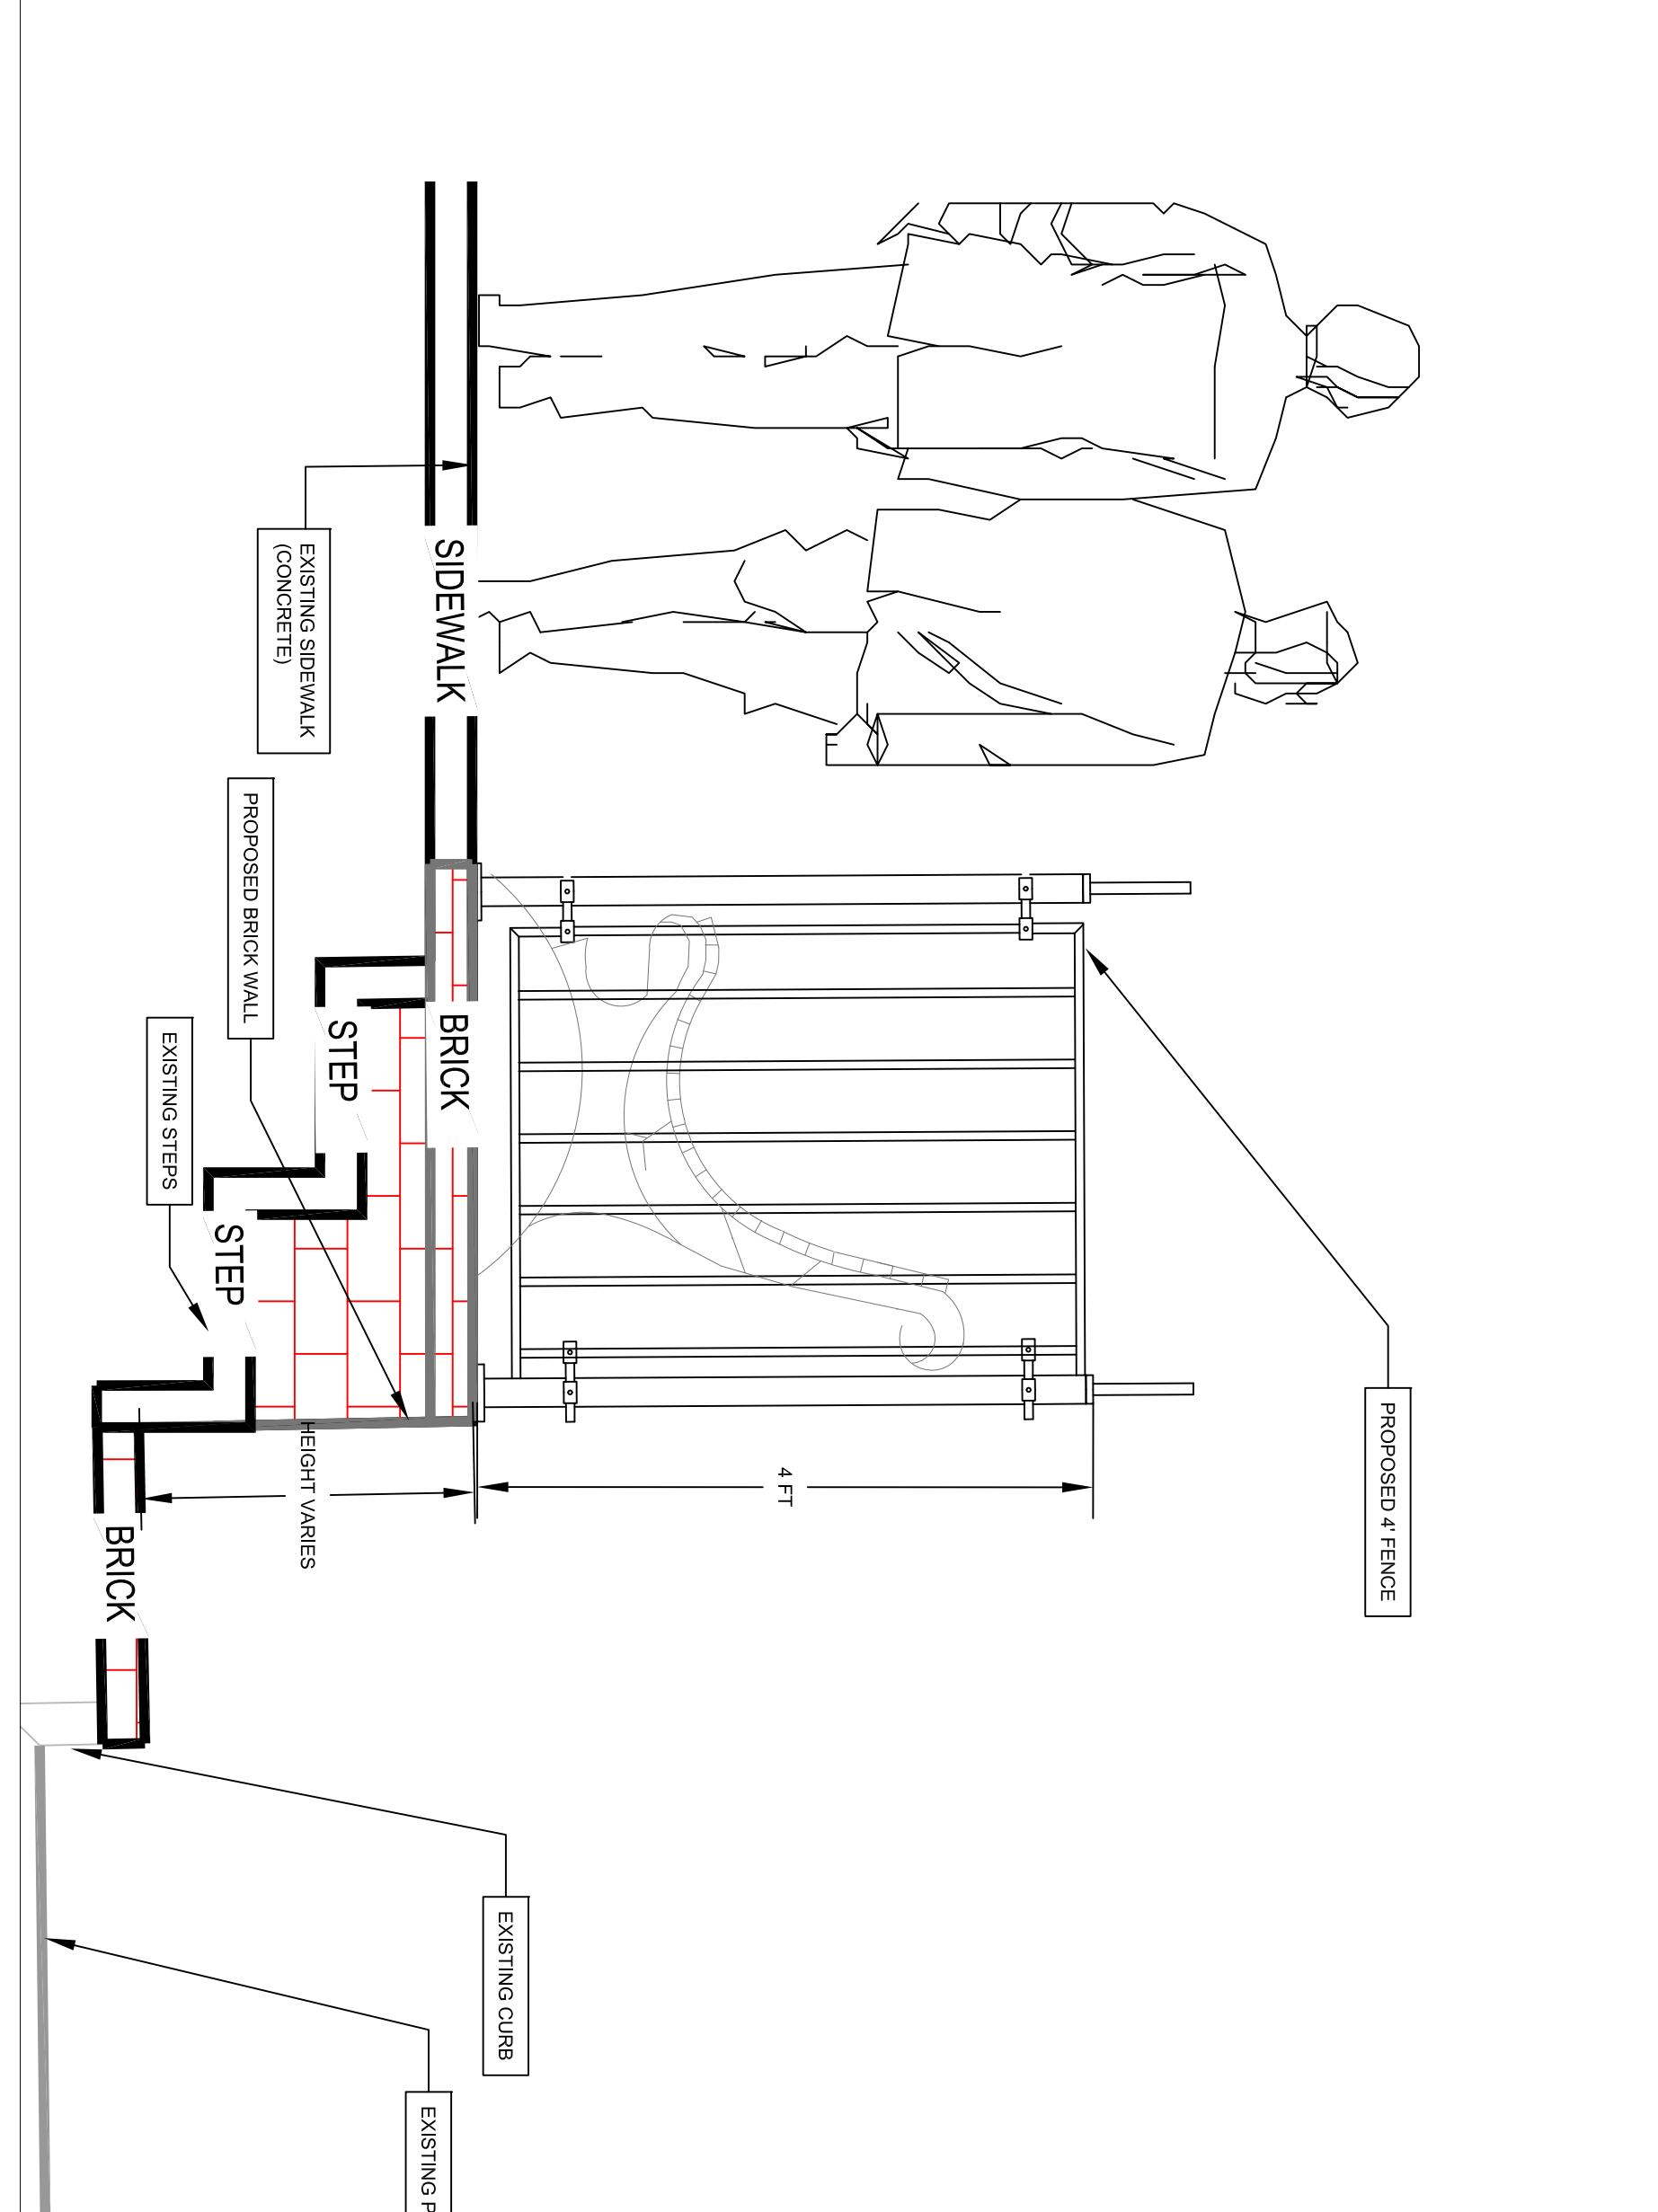 PROPOSED 4' FENCE
4 FT
EXISTING SIDEWALK
(CONCRETE)
SIDEWALK
BRICK
PROPOSED BRICK WALL
STEP
EXISTING STEPS
STEP
HEIGHT VARIES
BRICK
EXISTING CURB
EXISTING